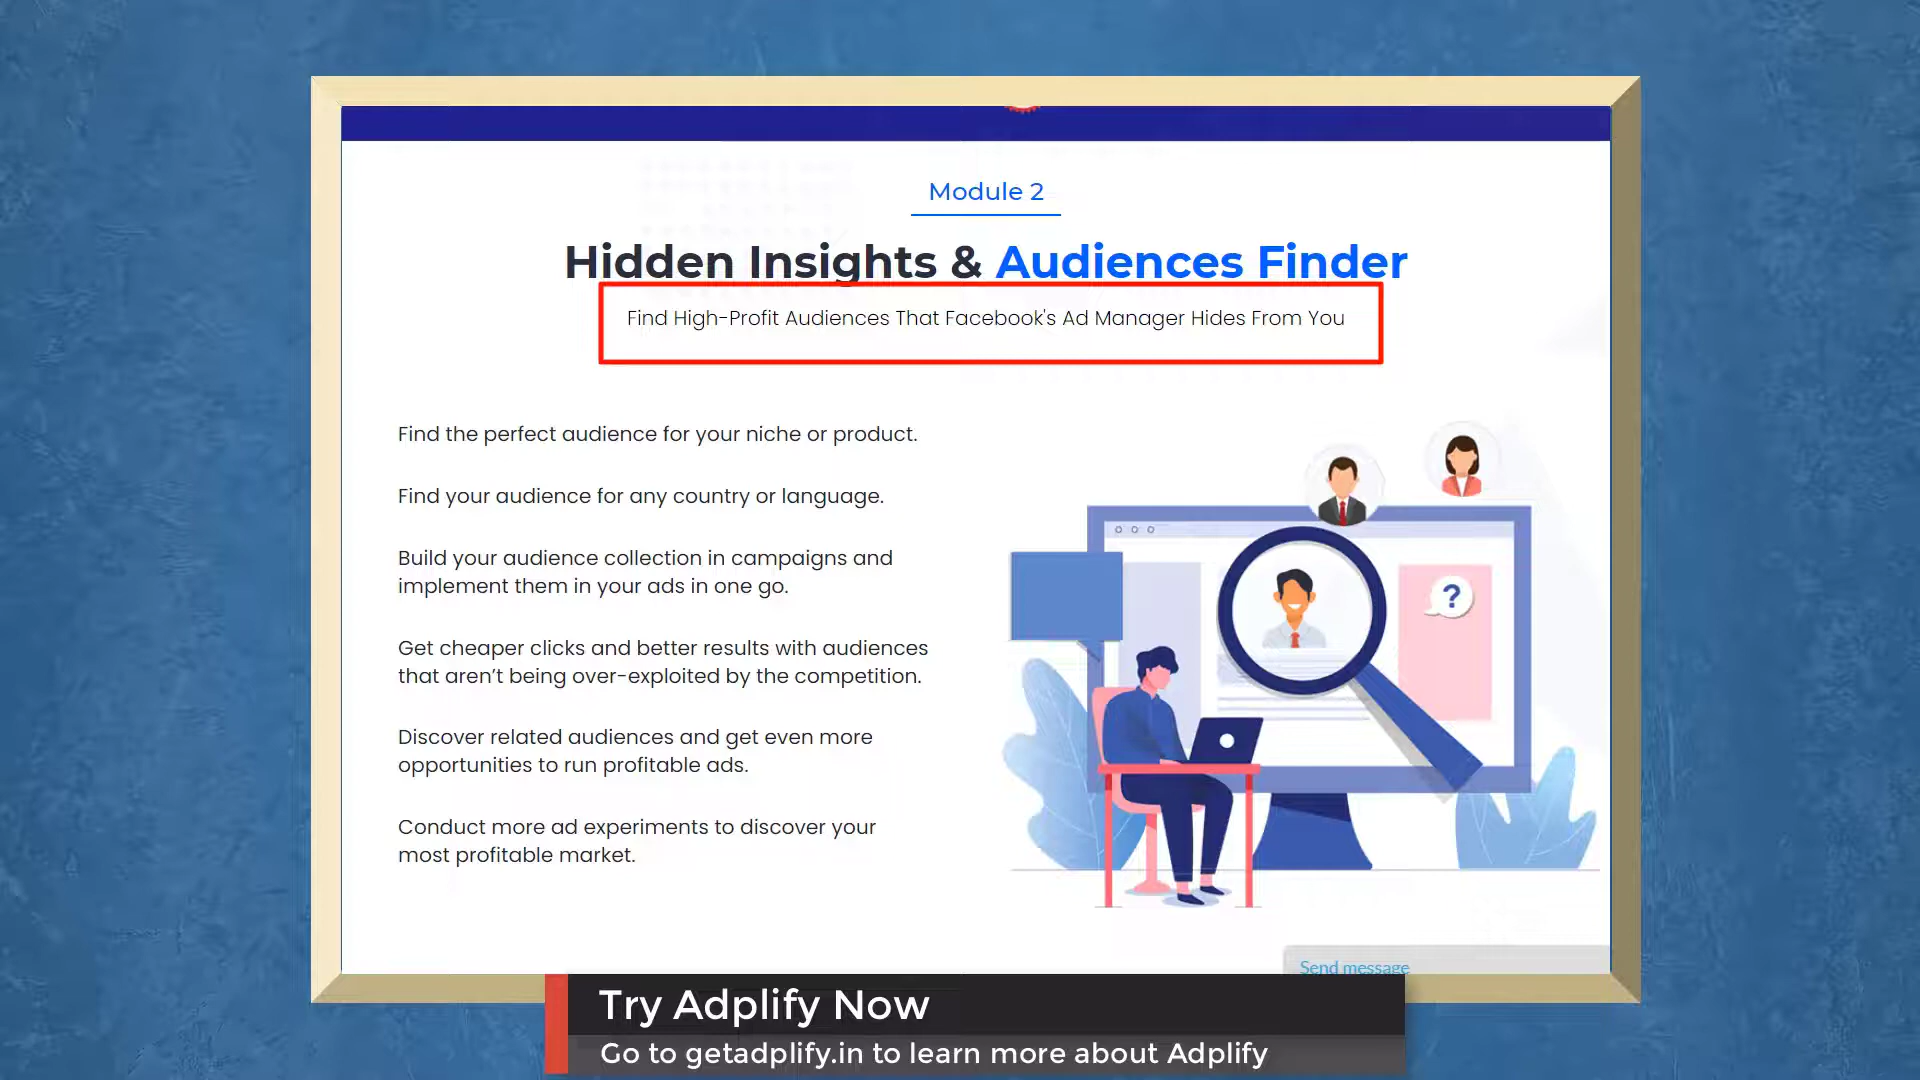 Module 2
Hidden Insights & Audiences Finder
Find High-Profit Audiences That Facebook's Ad Manager Hides From You
Find the perfect audience for your niche or product.
Find your audience for any country or language.
Build your audience collection in campaigns and
implement them in your ads in one go.
Get cheaper clicks and better results with audiences
that aren’t being over-exploited by the competition.
Discover related audiences and get even more
opportunities to run profitable ads.
Conduct more ad experiments to discover your
most profitable market.
?
Send message
Try Adplify Now
Go to getadplify.in to learn more about Adplify